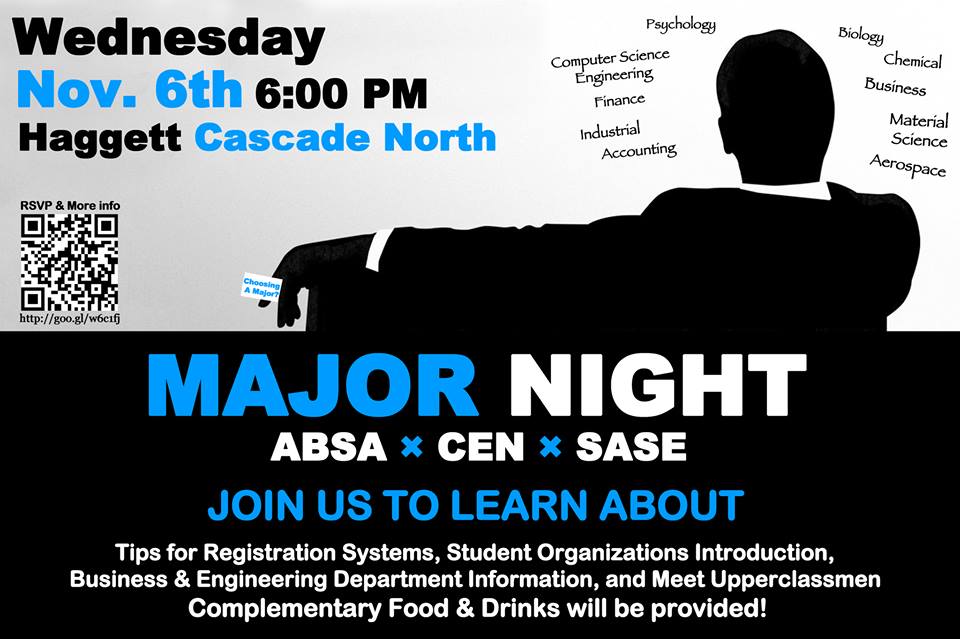 Wednesday
Nov. 6th 6:00 PM
Haggett Cascade North
RSVP & More info
http://goo.gl/w6c1fj
Psychology
Computer Science
Engineering
Finance
Industrial
Accounting
Biology
Chemical
Business
Material
Science
Aerospace
Choosing
A Major?
MAJOR NIGHT
ABSA × CEN × SASE
JOIN US TO LEARN ABOUT
Tips for Registration Systems, Student Organizations Introduction,
Business & Engineering Department Information, and Meet Upperclassmen
Complementary Food & Drinks will be provided!